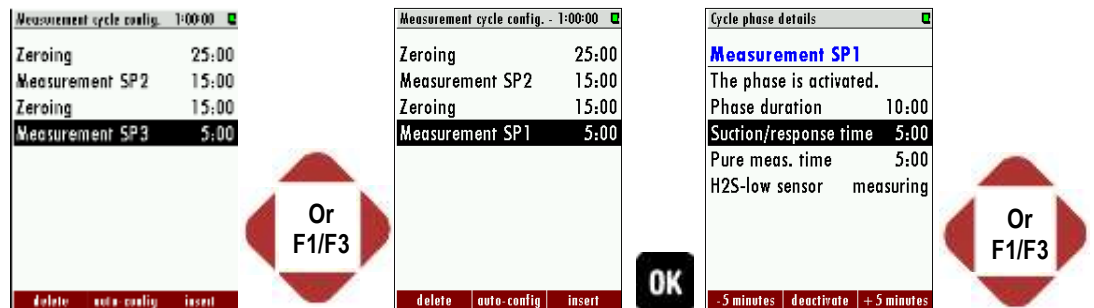 Measurement cycle config. 1:00:00
Zeroing 25:00
Measurement SP2 15:00
Zeroing 15:00
Measurement SP3 5:00
delete auto-config insert
Or
F1/F3
Measurement cycle config. - 1:00:00
Zeroing 25:00
Measurement SP2 15:00
Zeroing 15:00
Measurement SP1 5:00
delete auto-config insert
OK
Cycle phase details
Measurement SP1
The phase is activated.
Phase duration 10:00
Suction/response time 5:00
Pure meas. time 5:00
H2S-low sensor measuring
-5 minutes deactivate +5 minutes
Or
F1/F3